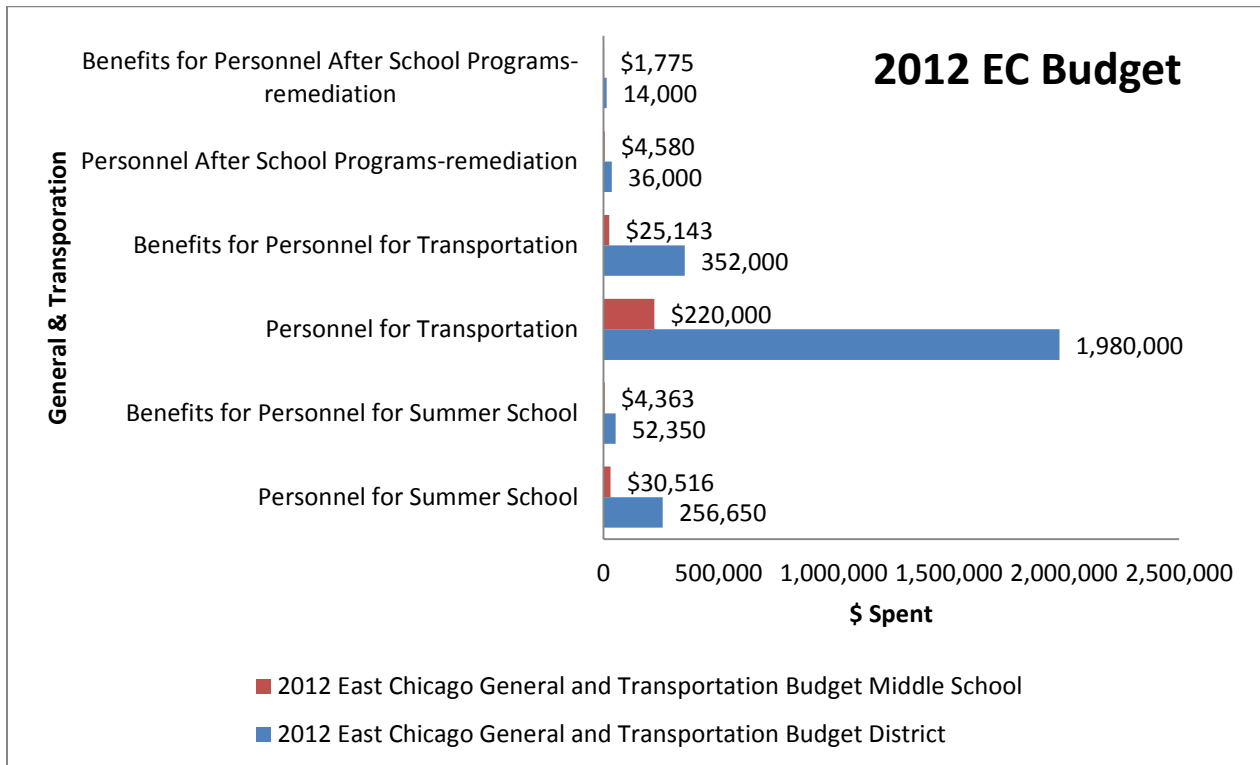 2012 EC Budget
General & Transporation
Benefits for Personnel After School Programs-
remediation
$1,775
14,000
Personnel After School Programs-remediation
$4,580
36,000
Benefits for Personnel for Transportation
$25,143
352,000
Personnel for Transportation
$220,000
1,980,000
Benefits for Personnel for Summer School
$4,363
52,350
Personnel for Summer School
$30,516
256,650
0 500,000 1,000,000 1,500,000 2,000,000 2,500,000
$ Spent
2012 East Chicago General and Transportation Budget Middle School
2012 East Chicago General and Transportation Budget District